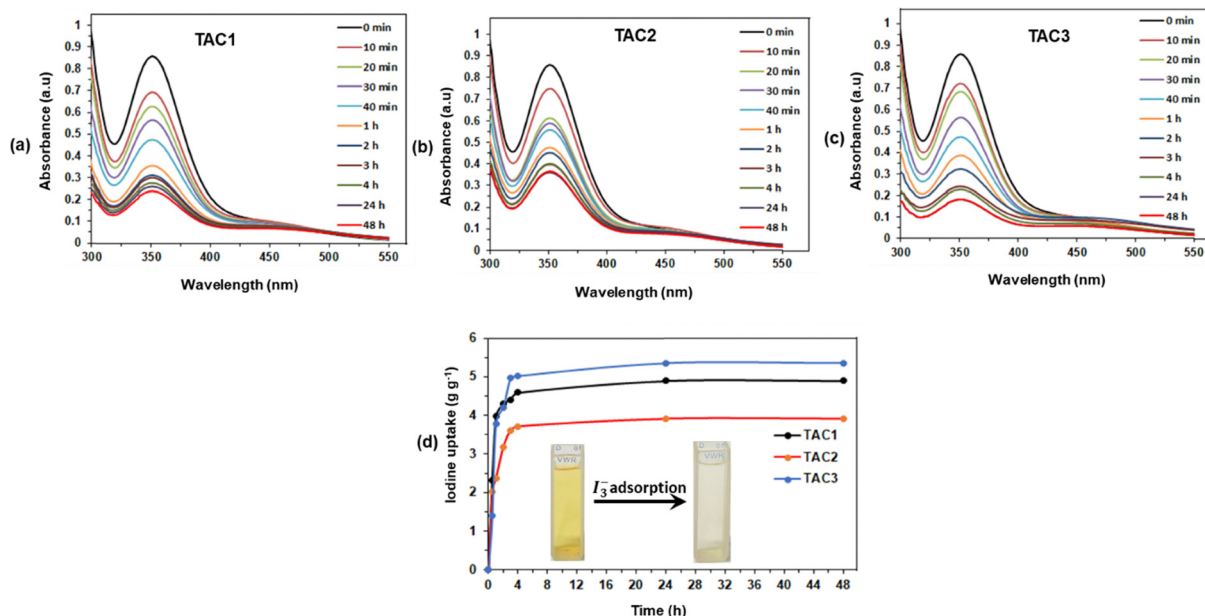 (a)
TAC1
Absorbance (a.u)
1
0.9
0.8
0.7
0.6
0.5
0.4
0.3
0.2
0.1
0
300 350 400 450 500 550
Wavelength (nm)
0 min
10 min
20 min
30 min
40 min
1 h
2 h
3 h
4 h
24 h
48 h
(b)
TAC2
Absorbance (a.u)
1
0.9
0.8
0.7
0.6
0.5
0.4
0.3
0.2
0.1
0
300 350 400 450 500 550
Wavelength (nm)
0 min
10 min
20 min
30 min
40 min
1 h
2 h
3 h
4 h
24 h
48 h
(c)
TAC3
Absorbance (a.u)
1
0.9
0.8
0.7
0.6
0.5
0.4
0.3
0.2
0.1
0
300 350 400 450 500 550
Wavelength (nm)
0 min
10 min
20 min
30 min
40 min
1 h
2 h
3 h
4 h
24 h
48 h
(d)
Iodine uptake (g g⁻¹)
6
5
4
3
2
1
0
0 4 8 12 16 20 24 28 32 36 40 44 48
Time (h)
TAC1
TAC2
TAC3
I₃⁻ adsorption
VWR
VWR